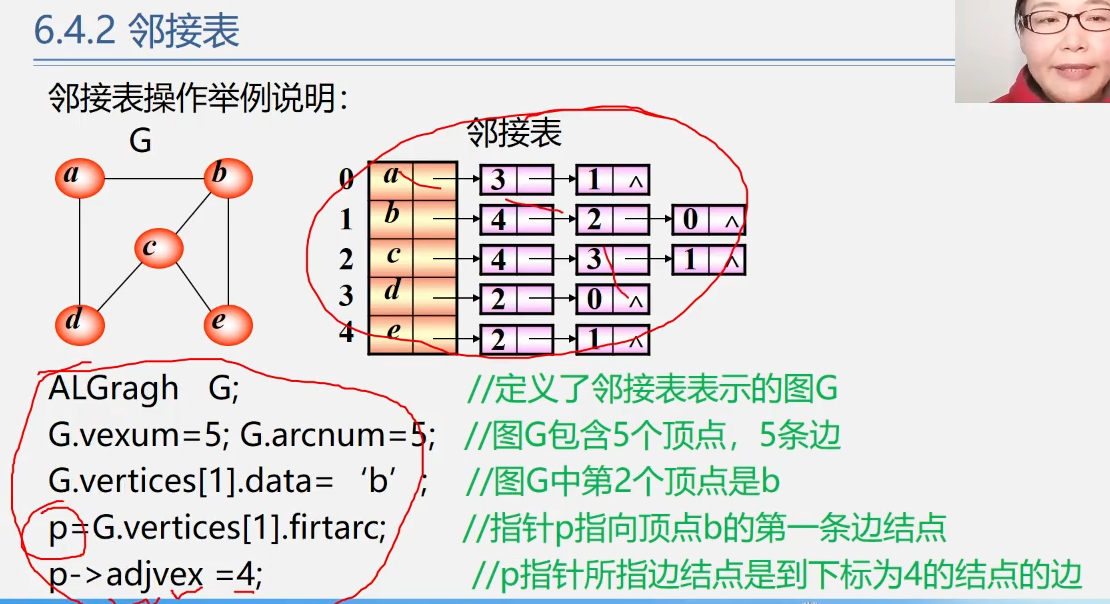 6.4.2 邻接表
邻接表操作举例说明：
G
邻接表
a
b
c
d
e
0 a 3 1 ∧
1 b 4 2 0 ∧
2 c 4 3 1 ∧
3 d 2 0 ∧
4 e 2 1 ∧
ALGragh G; //定义了邻接表表示的图G
G.vexum=5; G.arcnum=5; //图G包含5个顶点，5条边
G.vertices[1].data= ‘b’; //图G中第2个顶点是b
p=G.vertices[1].firtarc; //指针p指向顶点b的第一条边结点
p->adjvex =4; //p指针所指边结点是到下标为4的结点的边